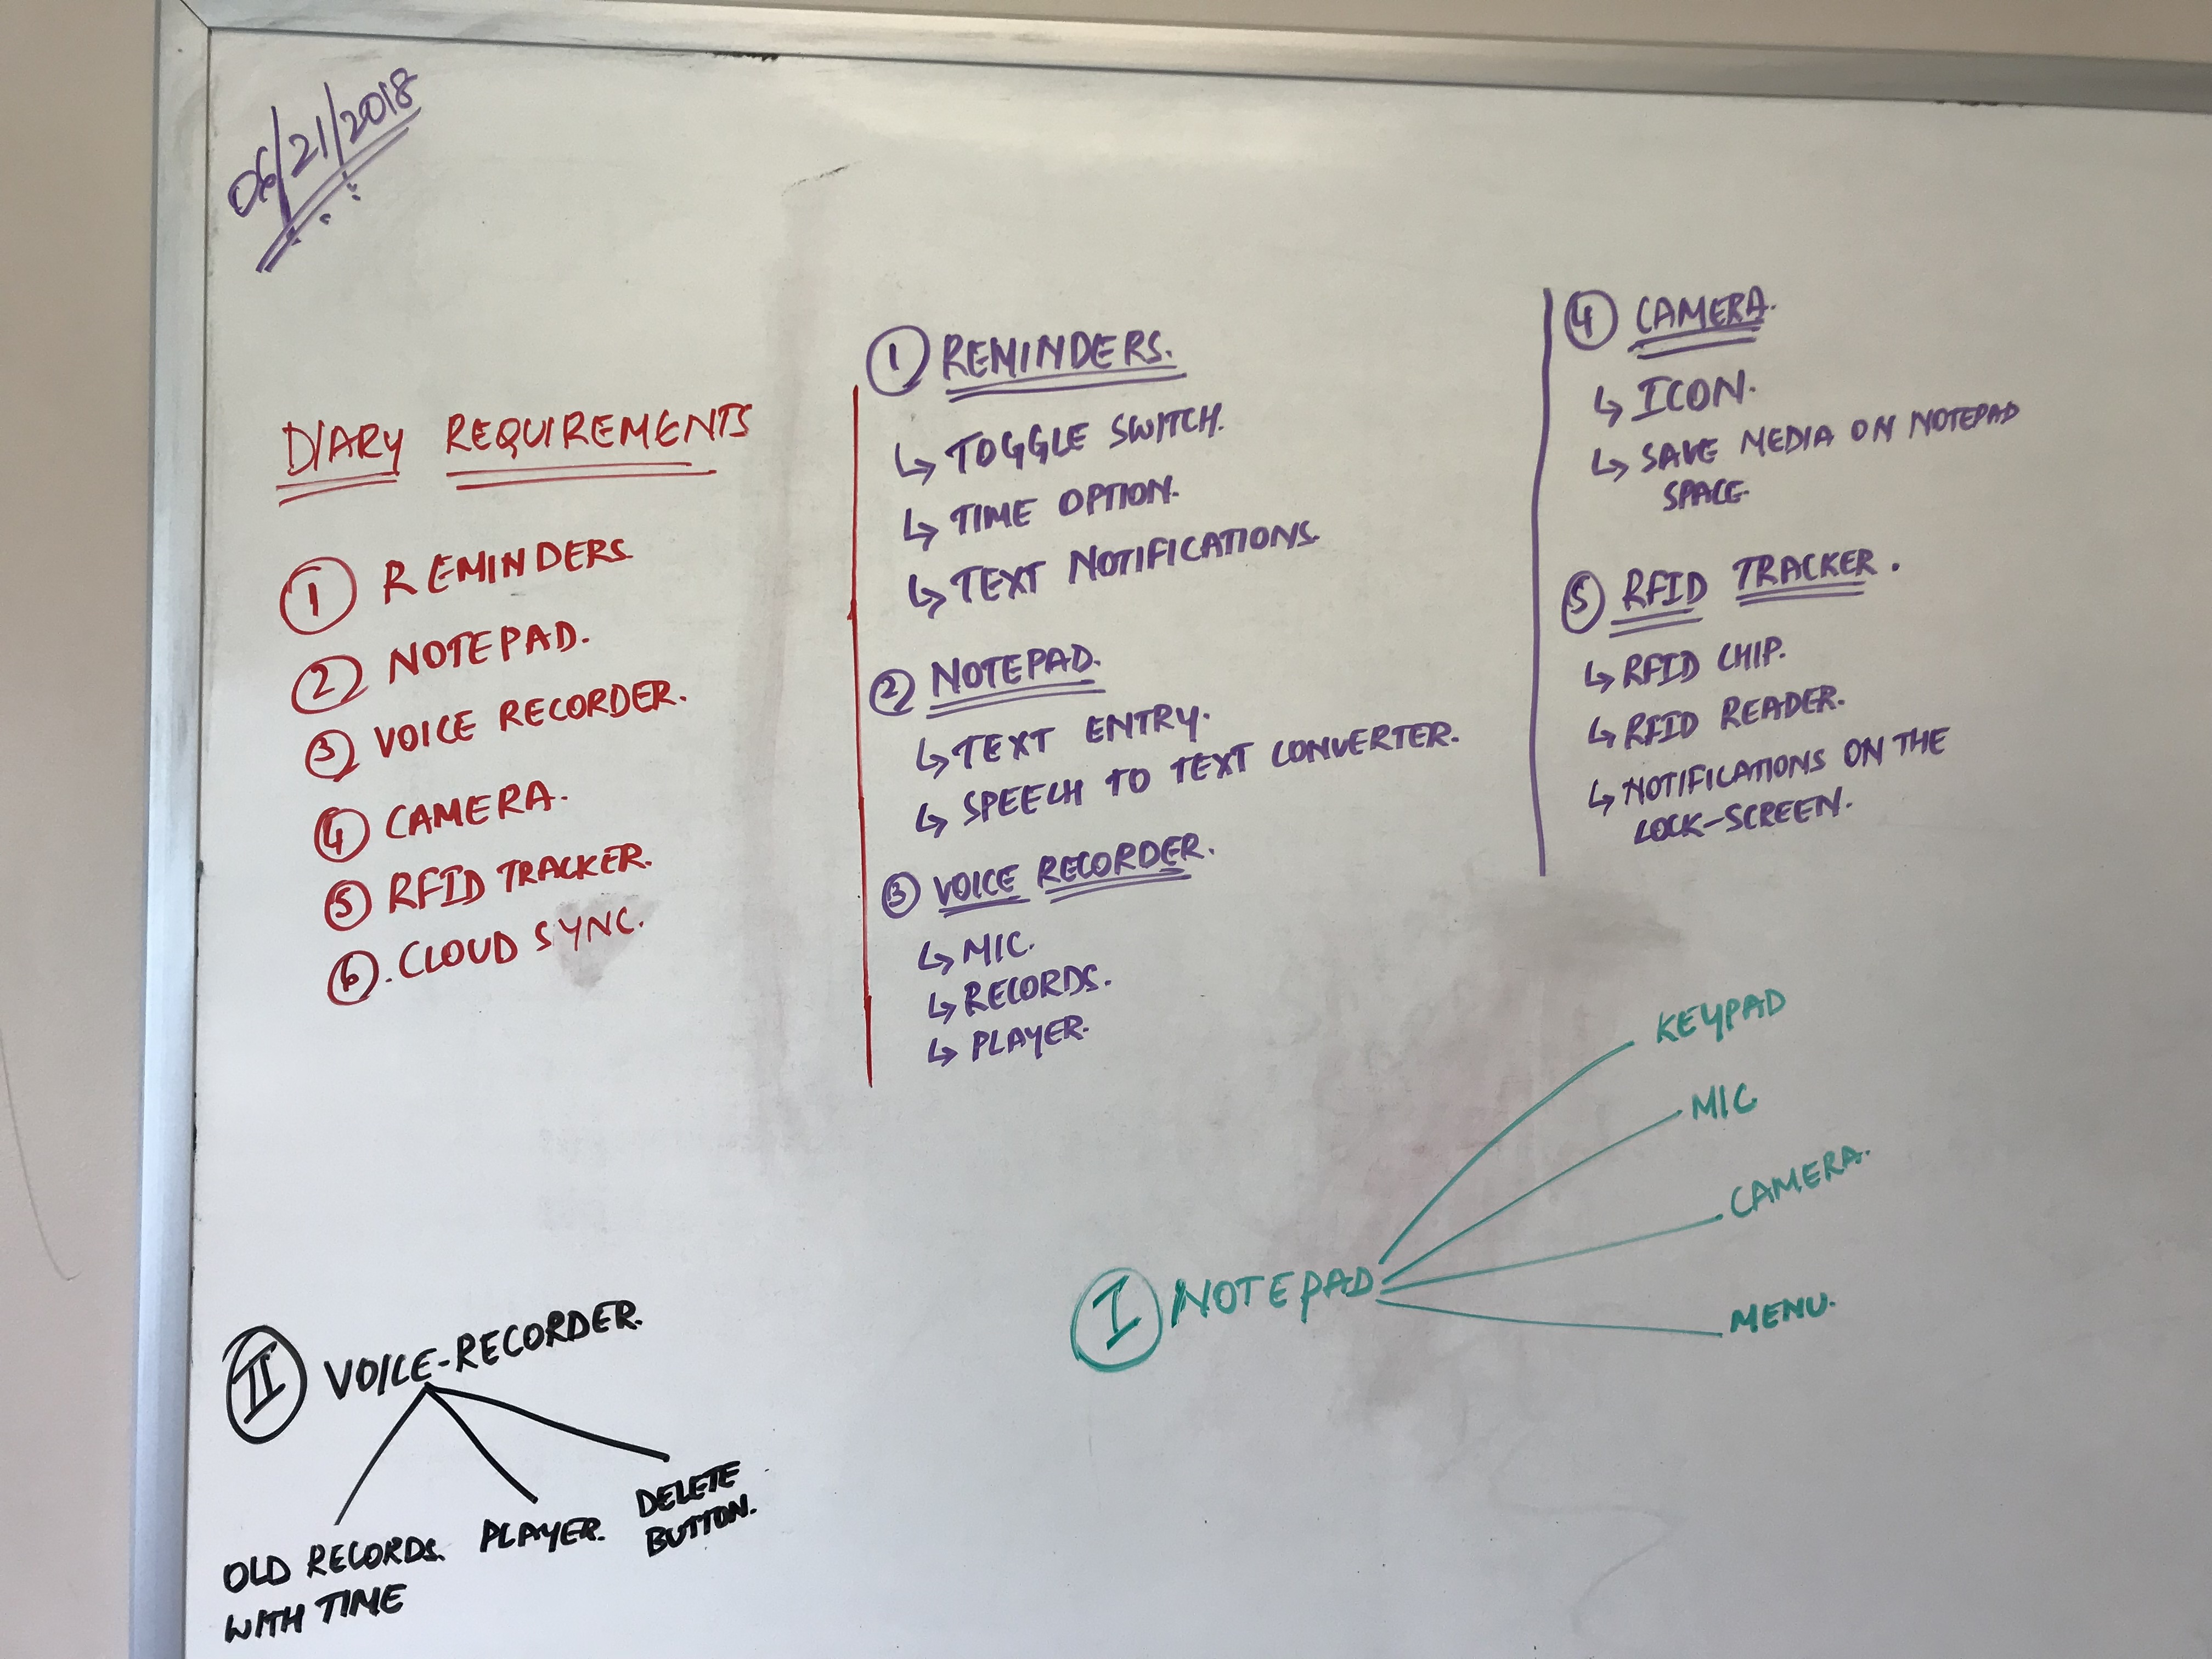 06/21/2018
DIARY REQUIREMENTS
1 REMINDERS
2 NOTEPAD.
3 VOICE RECORDER.
4 CAMERA.
5 RFID TRACKER.
6. CLOUD SYNC.
1 REMINDERS.
↳ TOGGLE SWITCH.
↳ TIME OPTION.
↳ TEXT NOTIFICATIONS.
2 NOTEPAD.
↳ TEXT ENTRY.
↳ SPEECH TO TEXT CONVERTER.
3 VOICE RECORDER.
↳ MIC.
↳ RECORDS.
↳ PLAYER.
4 CAMERA.
↳ ICON.
↳ SAVE MEDIA ON NOTEPAD
SPACE.
5 RFID TRACKER.
↳ RFID CHIP.
↳ RFID READER.
↳ NOTIFICATIONS ON THE
LOCK-SCREEN.
I NOTEPAD
KEYPAD
MIC
CAMERA.
MENU.
II VOICE-RECORDER.
OLD RECORDS.
WITH TIME
PLAYER.
DELETE
BUTTON.